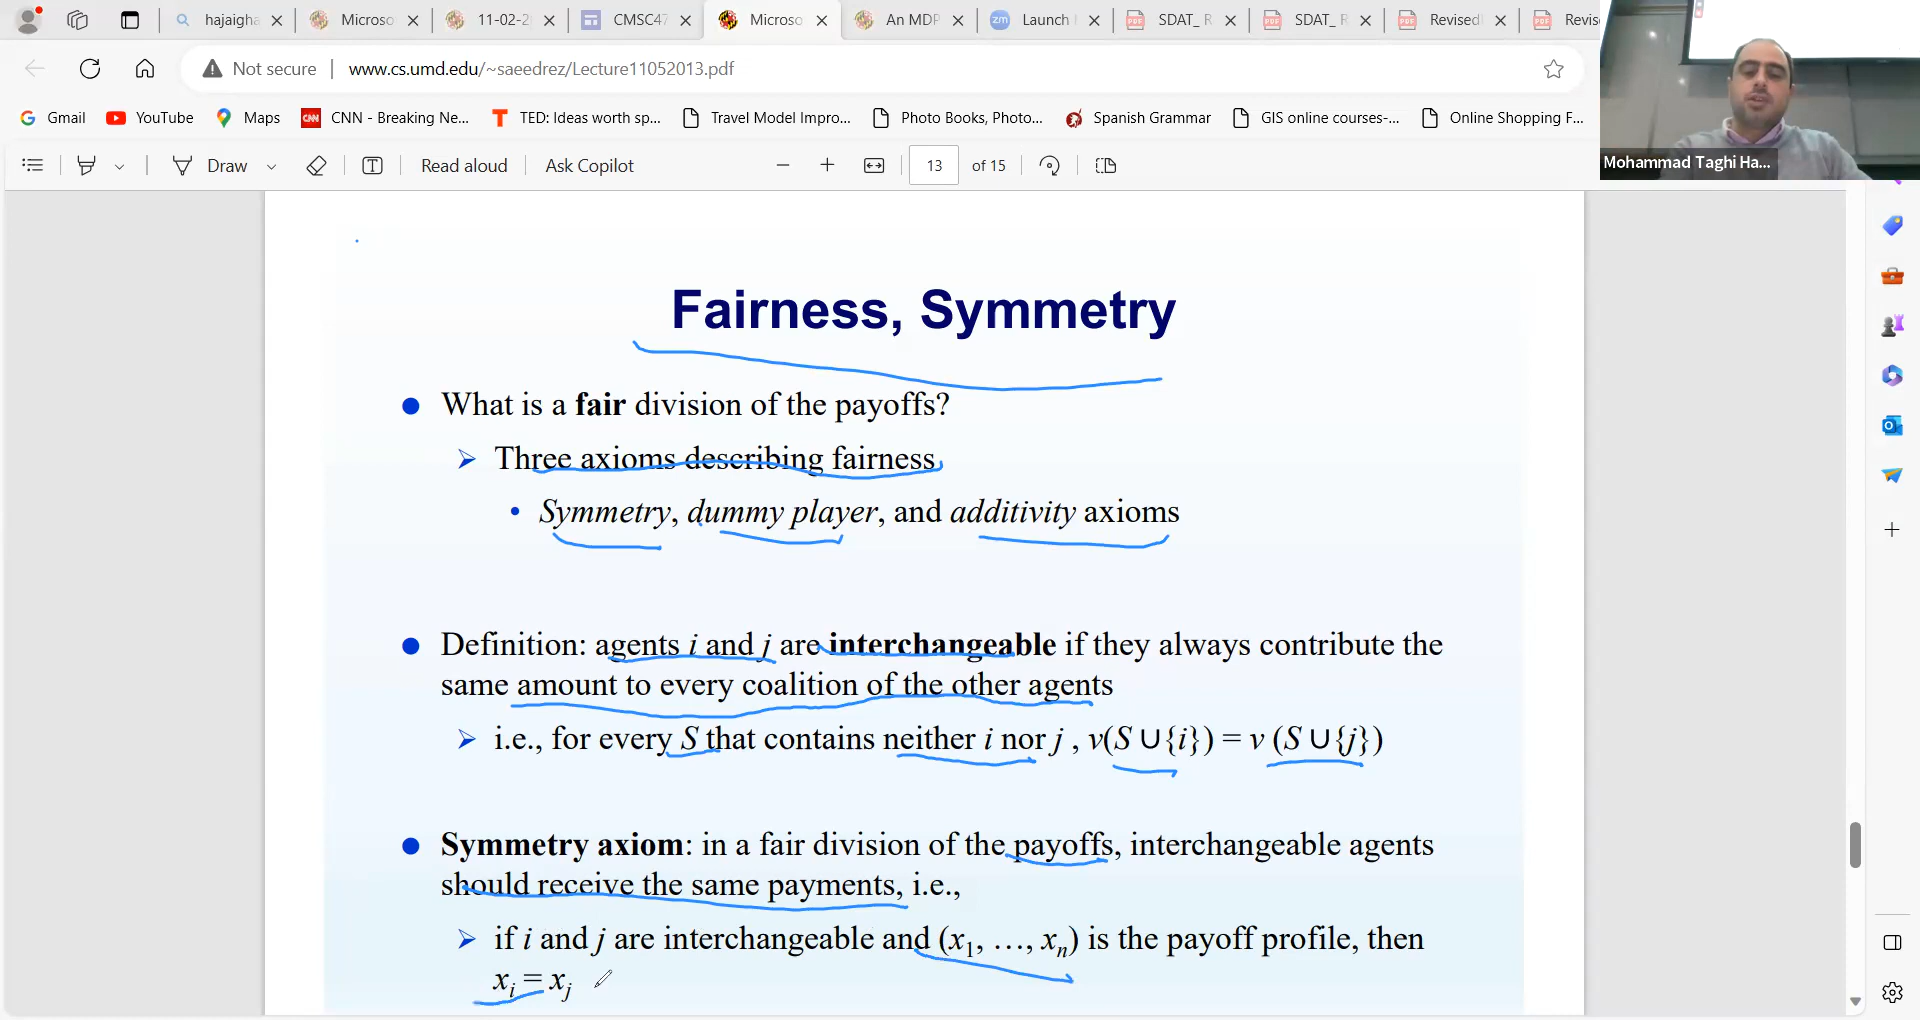 hajaigha
Microso
11-02-2
CMSC47
Microso
An MDP
Launch
SDAT_ R
SDAT_ R
Revised
Revise
Not secure
www.cs.umd.edu/~saeedrez/Lecture11052013.pdf
Gmail
YouTube
Maps
CNN - Breaking Ne...
TED: Ideas worth sp...
Travel Model Impro...
Photo Books, Photo...
Spanish Grammar
GIS online courses-...
Online Shopping F...
Mohammad Taghi Ha...
Draw
Read aloud
Ask Copilot
13 of 15
Fairness, Symmetry
What is a fair division of the payoffs?
Three axioms describing fairness
Symmetry, dummy player, and additivity axioms
Definition: agents i and j are interchangeable if they always contribute the
same amount to every coalition of the other agents
i.e., for every S that contains neither i nor j , v(S ∪{i}) = v (S ∪{j})
Symmetry axiom: in a fair division of the payoffs, interchangeable agents
should receive the same payments, i.e.,
if i and j are interchangeable and (x1, …, xn) is the payoff profile, then
xi = xj